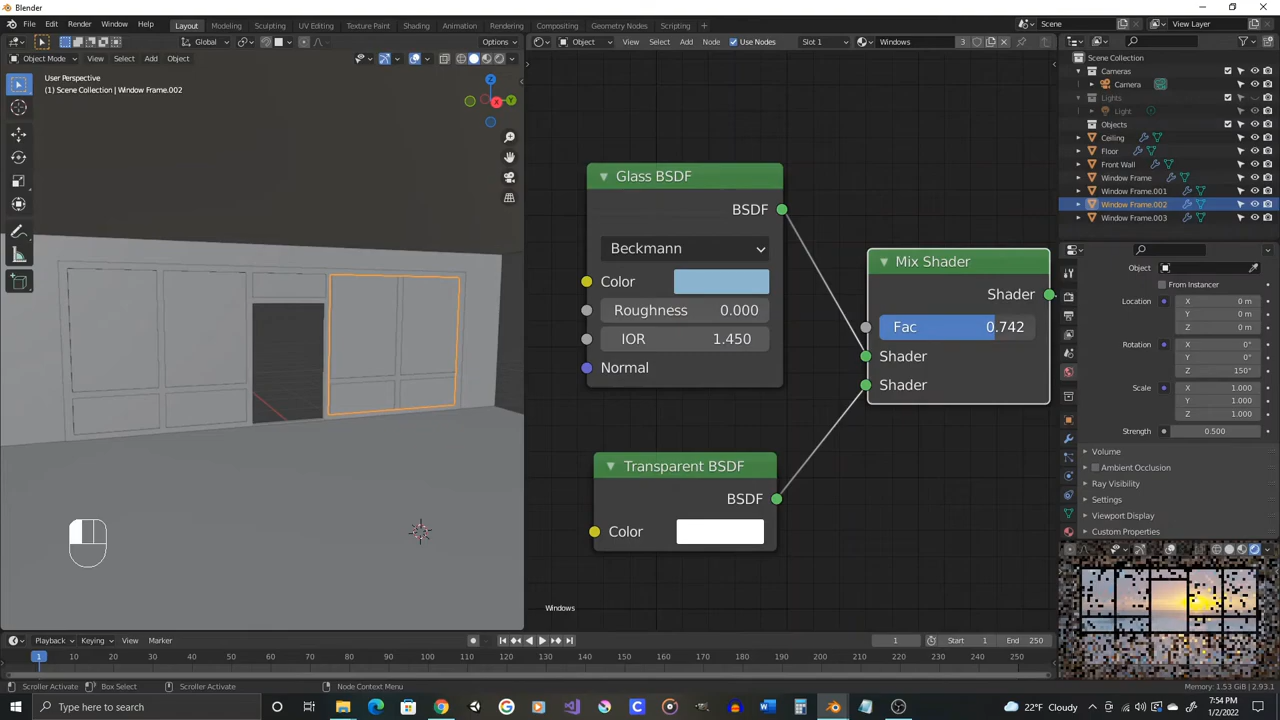 Blender
File Edit Render Window Help Layout Modeling Sculpting UV Editing Texture Paint Shading Animation Rendering Compositing Geometry Nodes Scripting Scene View Layer
Global Options Object View Select Add Node Use Nodes Slot 1 Windows 3
Object Mode View Select Add Object
User Perspective
(1) Scene Collection | Window Frame.002
Z
X
Y
Scene Collection
Cameras
Camera
Lights
Light
Objects
Ceiling
Floor
Front Wall
Window Frame
Window Frame.001
Window Frame.002
Window Frame.003
Glass BSDF
BSDF
Beckmann
Color
Roughness 0.000
IOR 1.450
Normal
Mix Shader
Shader
Fac 0.742
Shader
Shader
Transparent BSDF
BSDF
Color
Windows
Object
From Instancer
Location X 0 m
Y 0 m
Z 0 m
Rotation X 0°
Y 0°
Z 150°
Scale X 1.000
Y 1.000
Z 1.000
Strength 0.500
Volume
Ambient Occlusion
Ray Visibility
Settings
Viewport Display
Custom Properties
Playback Keying View Marker 1 Start 1 End 250
1 10 20 30 40 50 60 70 80 90 100 110 120 130 140 150 160 170 180 190 200 210 220 230 240 250
Scroller Activate Box Select Scroller Activate Node Context Menu Memory: 1.53 GiB | 2.93.1
Type here to search 22°F Cloudy 7:54 PM
1/2/2022